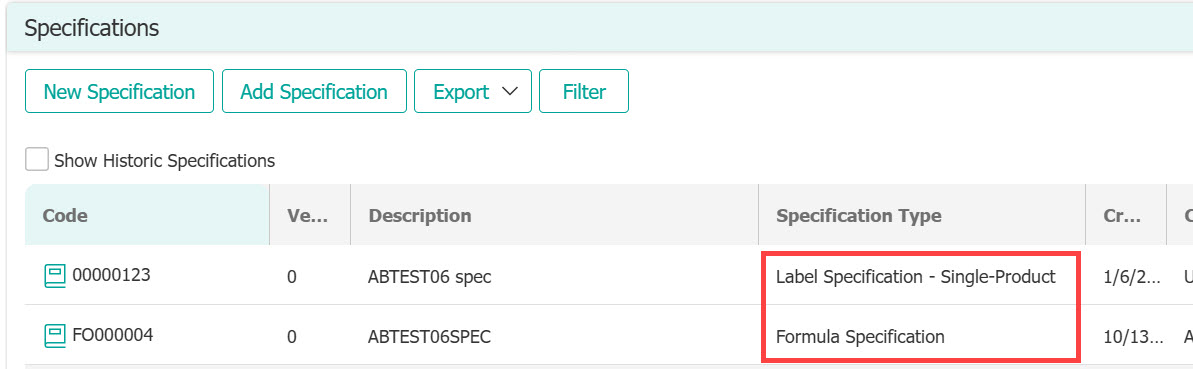 Specifications
New Specification Add Specification Export Filter
Show Historic Specifications
Code Ve... Description Specification Type Cr... C
00000123 0 ABTEST06 spec Label Specification - Single-Product 1/6/2... U
FO000004 0 ABTEST06SPEC Formula Specification 10/13... A